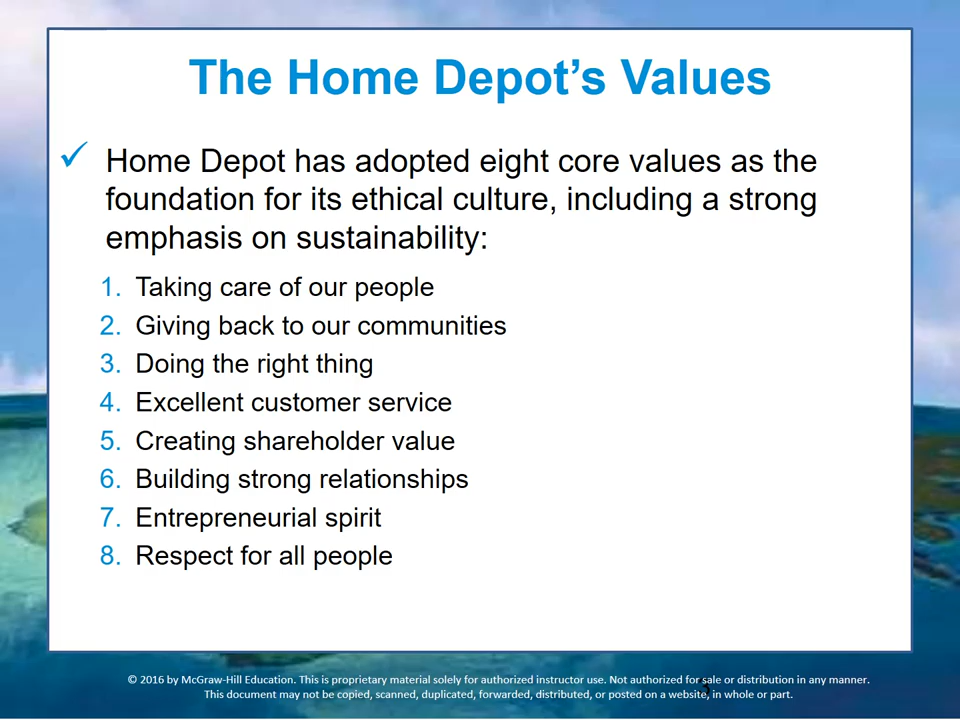 The Home Depot’s Values
✓ Home Depot has adopted eight core values as the
foundation for its ethical culture, including a strong
emphasis on sustainability:
1. Taking care of our people
2. Giving back to our communities
3. Doing the right thing
4. Excellent customer service
5. Creating shareholder value
6. Building strong relationships
7. Entrepreneurial spirit
8. Respect for all people
© 2016 by McGraw-Hill Education. This is proprietary material solely for authorized instructor use. Not authorized for sale or distribution in any manner.
This document may not be copied, scanned, duplicated, forwarded, distributed, or posted on a website, in whole or part.
5